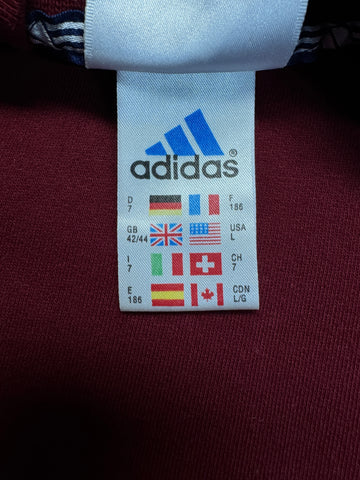 adidas
D F
7 186
GB USA
42/44 L
I CH
7 7
E CDN
186 L/G